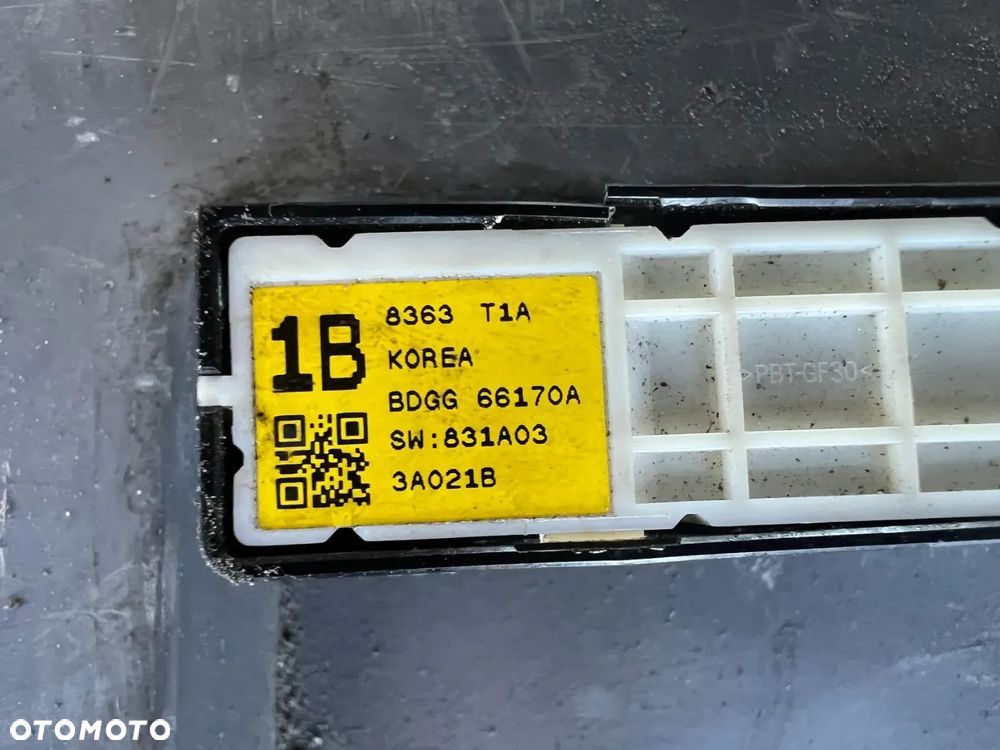 1B
8363 T1A
KOREA
BDGG 66170A
SW:831A03
3A021B
>PBT-GF30<
OTOMOTO